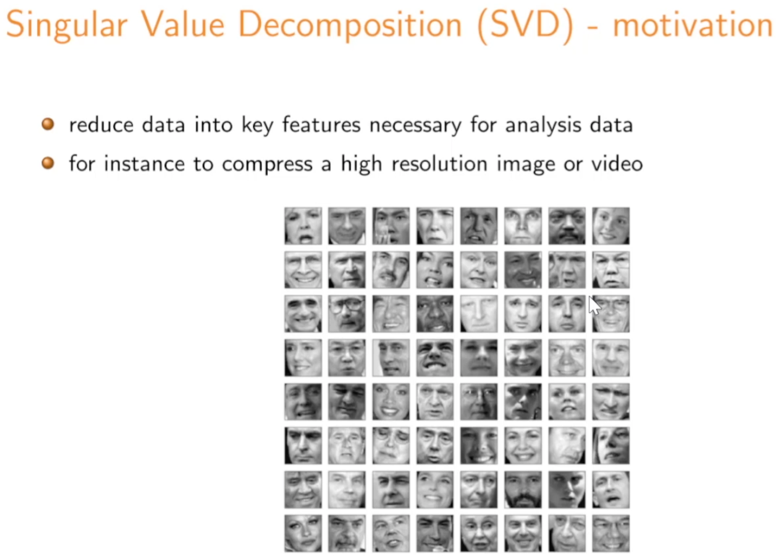 Singular Value Decomposition (SVD) - motivation
reduce data into key features necessary for analysis data
for instance to compress a high resolution image or video